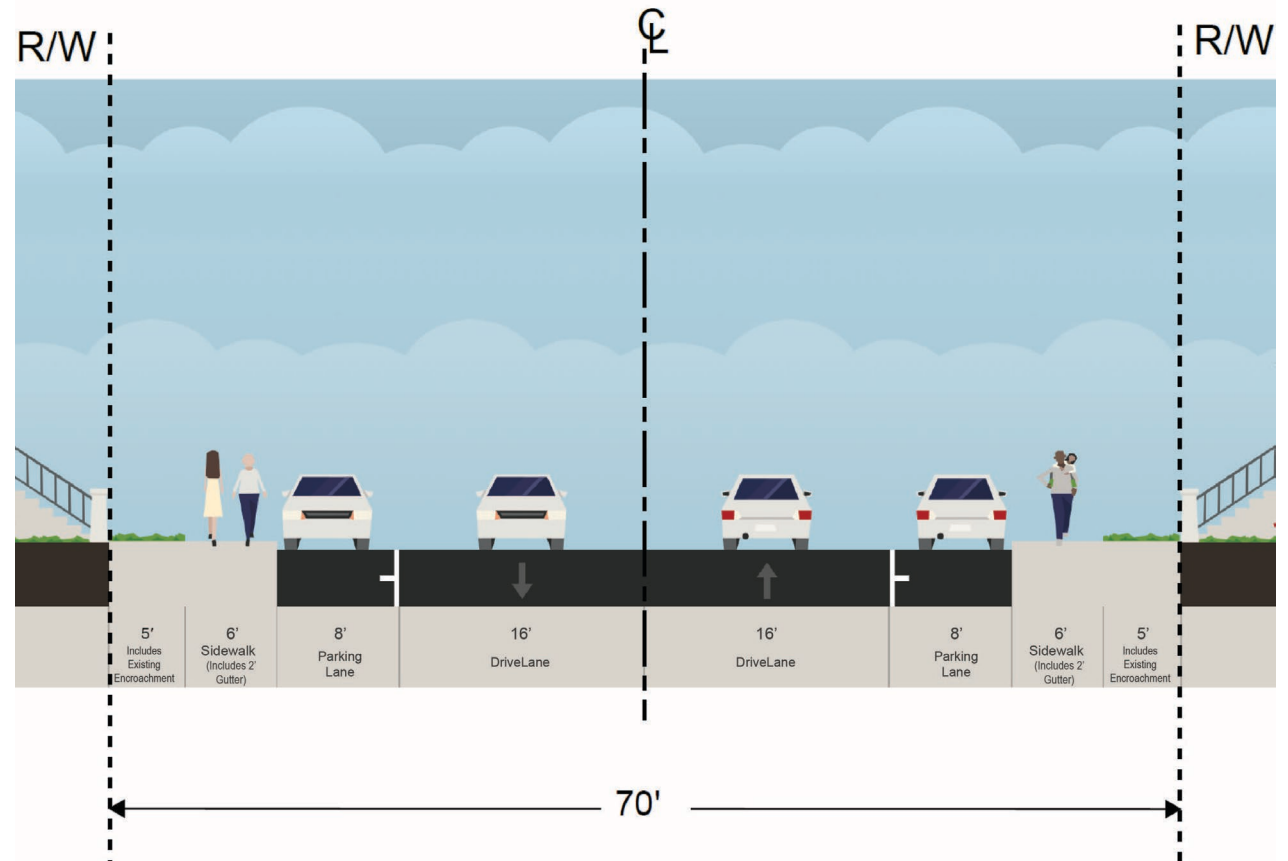 R/W
℄
R/W
5'
Includes
Existing
Encroachment
6'
Sidewalk
(Includes 2'
Gutter)
8'
Parking
Lane
16'
DriveLane
16'
DriveLane
8'
Parking
Lane
6'
Sidewalk
(Includes 2'
Gutter)
5'
Includes
Existing
Encroachment
70'